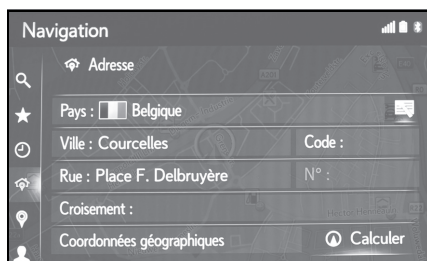 Navigation
Adresse
Pays : Belgique
Ville : Courcelles
Code :
Rue : Place F. Delbruyère
N° :
Croisement :
Coordonnées géographiques
Calculer